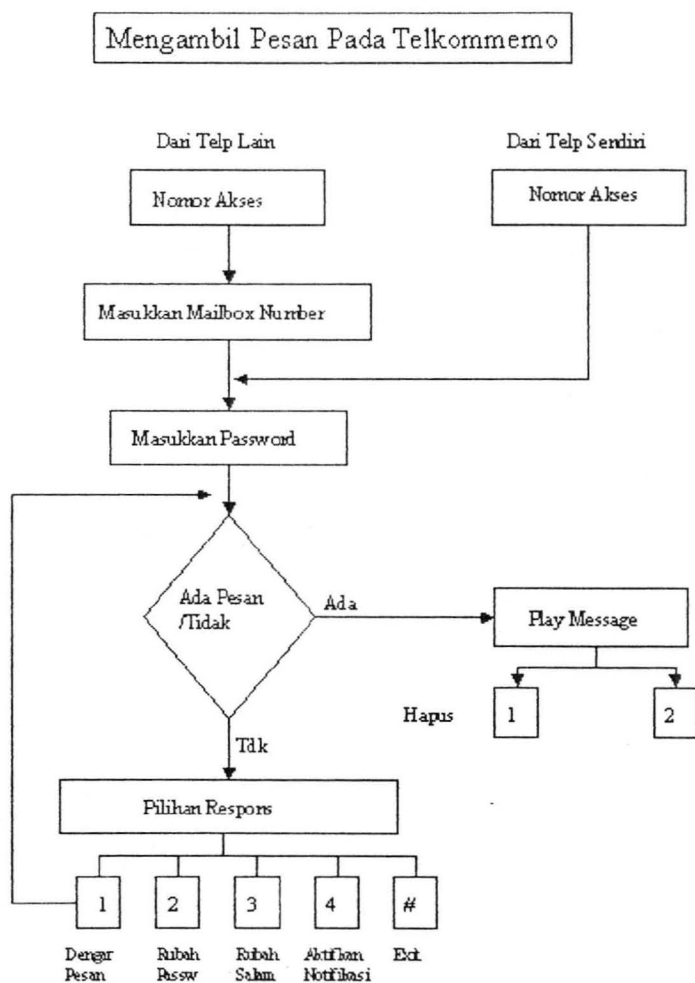 Mengambil Pesan Pada Telkommemo
Dari Telp Lain
Dari Telp Sendiri
Nomor Akses
Nomor Akses
Masukkan Mailbox Number
Masukkan Password
Ada Pesan
/Tidak
Ada
Play Message
Hapus
1
2
Tdk
Pilihan Respons
1
2
3
4
#
Dengar
Pesan
Rubah
Passw
Rubah
Salam
Aktifkan
Notifikasi
Exit